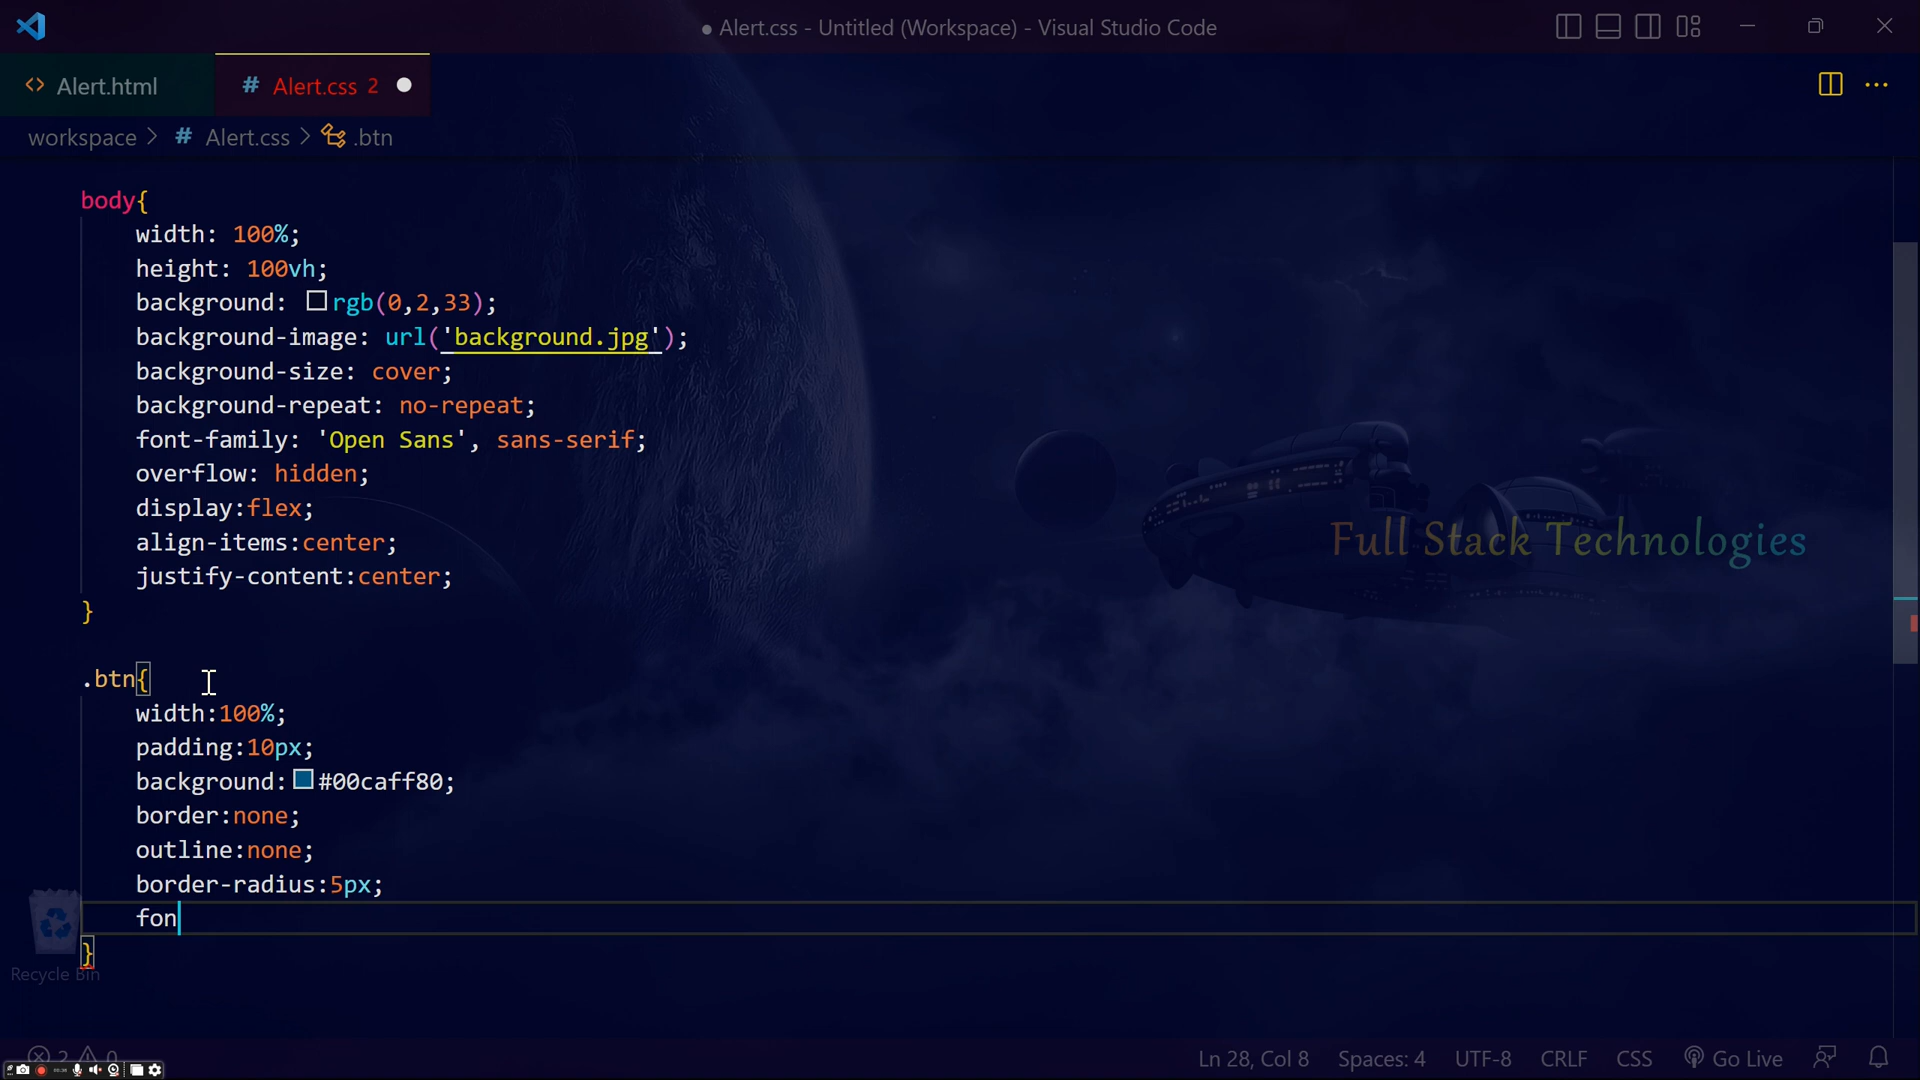 Alert.css - Untitled (Workspace) - Visual Studio Code
Alert.html
# Alert.css 2
workspace > # Alert.css > .btn
body{
width: 100%;
height: 100vh;
background: rgb(0,2,33);
background-image: url('background.jpg');
background-size: cover;
background-repeat: no-repeat;
font-family: 'Open Sans', sans-serif;
overflow: hidden;
display:flex;
align-items:center;
justify-content:center;
}
Full Stack Technologies
.btn{
width:100%;
padding:10px;
background:#00caff80;
border:none;
outline:none;
border-radius:5px;
fon
}
Recycle Bin
2 0
Ln 28, Col 8 Spaces: 4 UTF-8 CRLF CSS Go Live